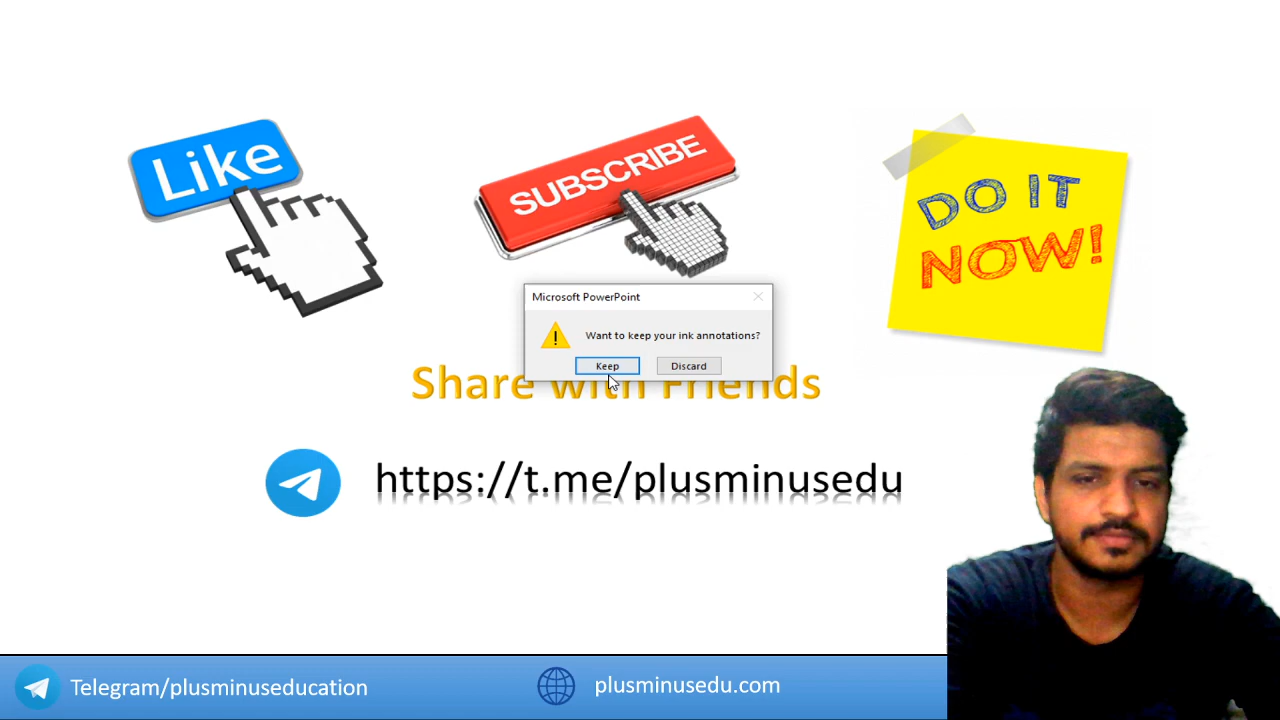 Like
SUBSCRIBE
DO IT
NOW!
Microsoft PowerPoint
Want to keep your ink annotations?
Keep
Discard
Share with Friends
https://t.me/plusminusedu
Telegram/plusminuseducation
plusminusedu.com